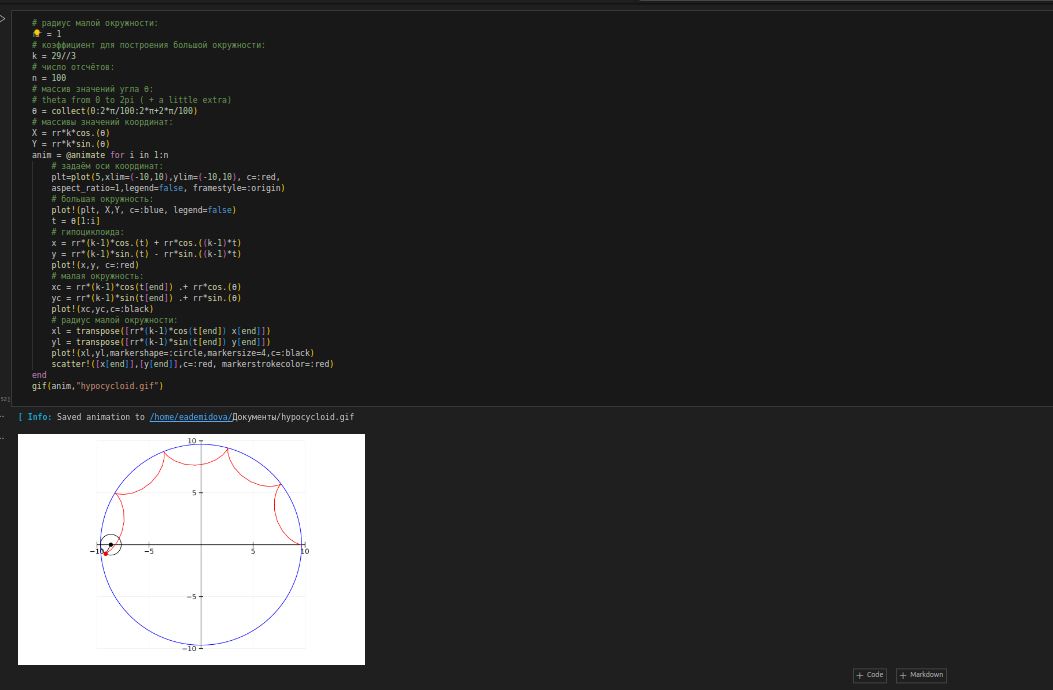 # радиус малой окружности:
= 1
# коэффициент для построения большой окружности:
k = 29//3
# число отсчётов:
n = 100
# массив значений угла θ:
# theta from 0 to 2pi ( + a little extra)
θ = collect(0:2*π/100:2*π+2*π/100)
# массивы значений координат:
X = rr*k*cos.(θ)
Y = rr*k*sin.(θ)
anim = @animate for i in 1:n
# задаём оси координат:
plt=plot(5,xlim=(-10,10),ylim=(-10,10), c=:red,
aspect_ratio=1,legend=false, framestyle=:origin)
# большая окружность:
plot!(plt, X,Y, c=:blue, legend=false)
t = θ[1:i]
# гипоциклоида:
x = rr*(k-1)*cos.(t) + rr*cos.((k-1)*t)
y = rr*(k-1)*sin.(t) - rr*sin.((k-1)*t)
plot!(x,y, c=:red)
# малая окружность:
xc = rr*(k-1)*cos(t[end]) .+ rr*cos.(θ)
yc = rr*(k-1)*sin(t[end]) .+ rr*sin.(θ)
plot!(xc,yc,c=:black)
# радиус малой окружности:
xl = transpose([rr*(k-1)*cos(t[end]) x[end]])
yl = transpose([rr*(k-1)*sin(t[end]) y[end]])
plot!(xl,yl,markershape=:circle,markersize=4,c=:black)
scatter!([x[end]],[y[end]],c=:red, markerstrokecolor=:red)
end
gif(anim,"hypocycloid.gif")
[ Info: Saved animation to /home/eademidova/Документы/hypocycloid.gif
10
5
−10 −5 5 10
−5
−10
+ Code + Markdown